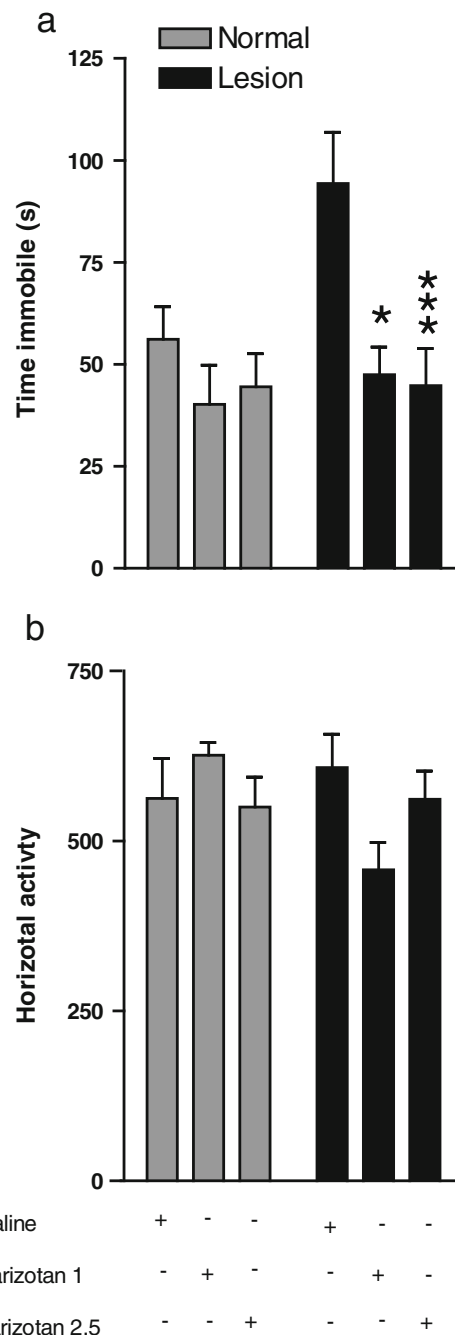 a
Normal
Lesion
125
100
75
50
25
0
Time immobile (s)
*
***
b
750
500
250
0
Horizotal activty
aline + - - + - -
arizotan 1 - + - - + -
arizotan 2.5 - - + - - +